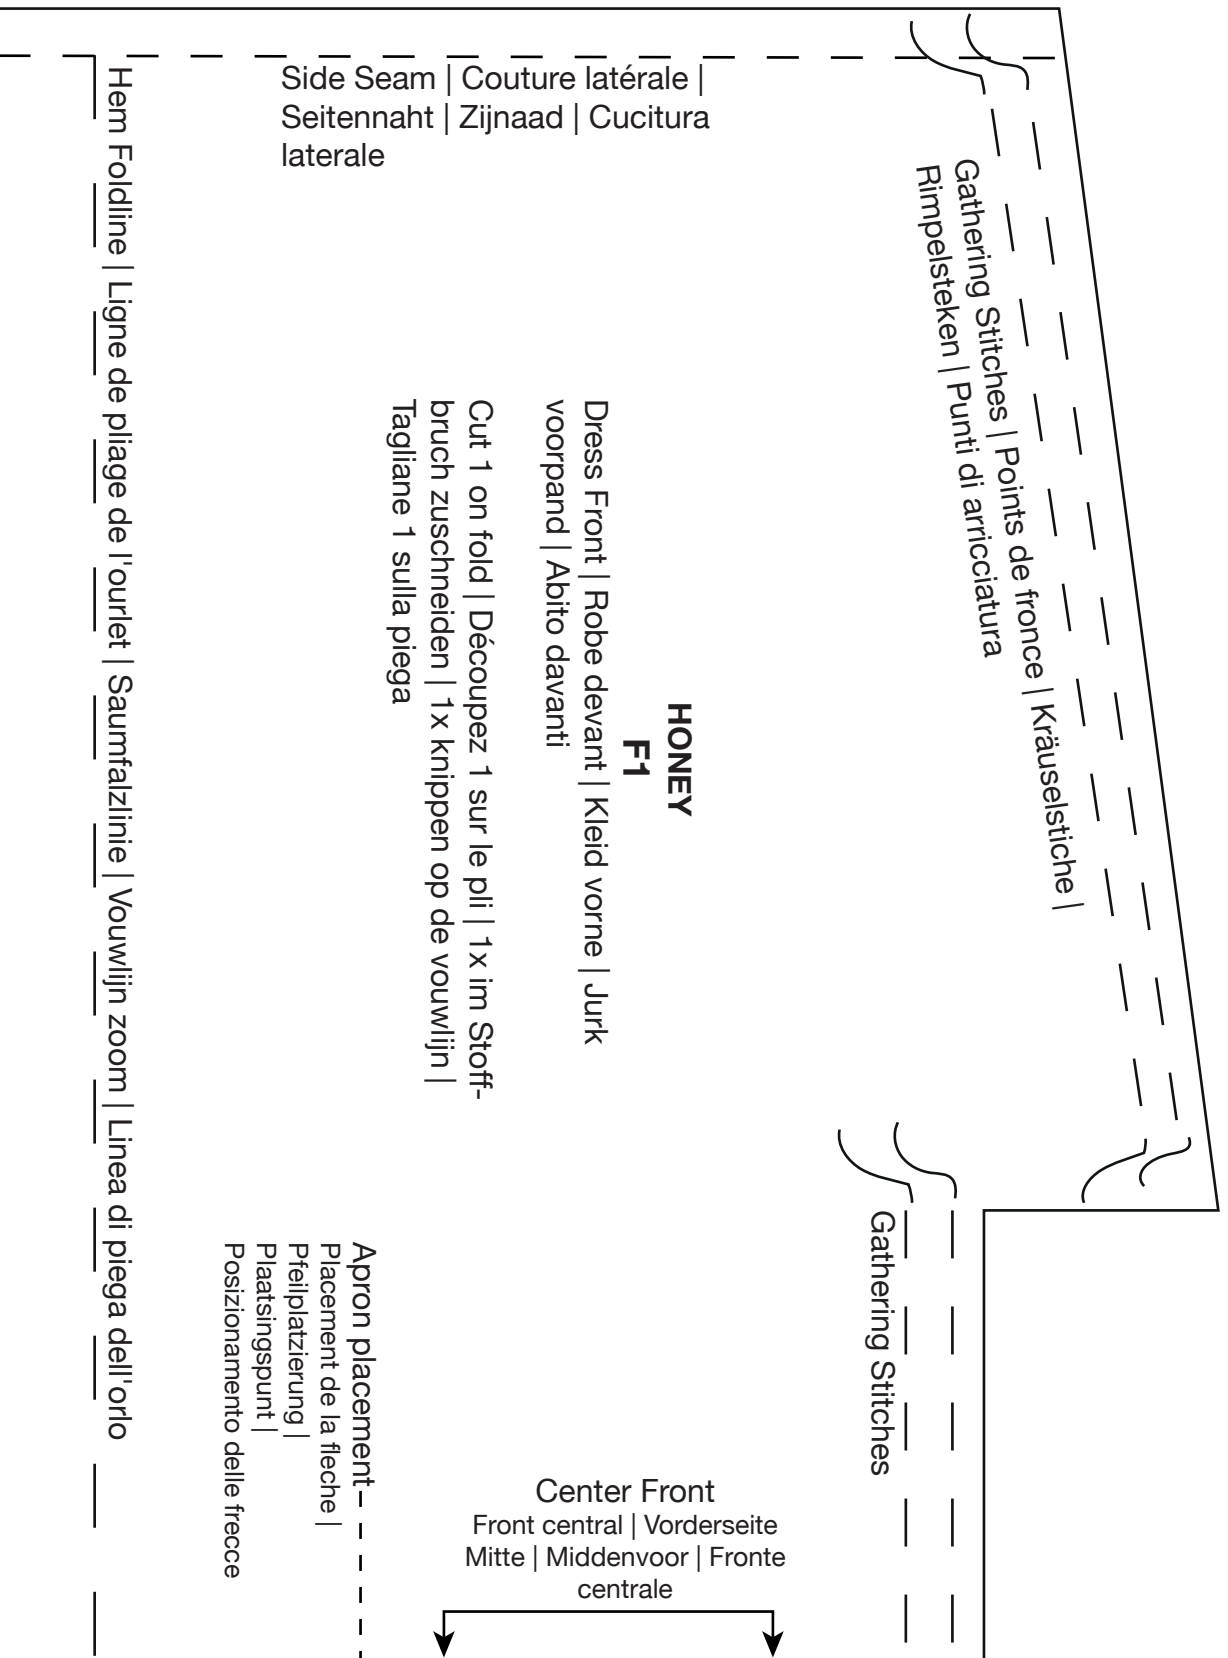 Side Seam | Couture latérale |
Seitennaht | Zijnaad | Cucitura
laterale
Gathering Stitches | Points de fronce | Kräuselstiche |
Rimpelsteken | Punti di arricciatura
HONEY
F1
Dress Front | Robe devant | Kleid vorne | Jurk
voorpand | Abito davanti
Cut 1 on fold | Découpez 1 sur le pli | 1x im Stoff-
bruch zuschneiden | 1x knippen op de vouwlijn |
Tagliane 1 sulla piega
Hem Foldline | Ligne de pliage de l'ourlet | Saumfalzlinie | Vouwlijn zoom | Linea di piega dell'orlo
Gathering Stitches
Apron placement
Placement de la fleche |
Pfeilplatzierung |
Plaatsingspunt |
Posizionamento delle frecce
Center Front
Front central | Vorderseite
Mitte | Middenvoor | Fronte
centrale